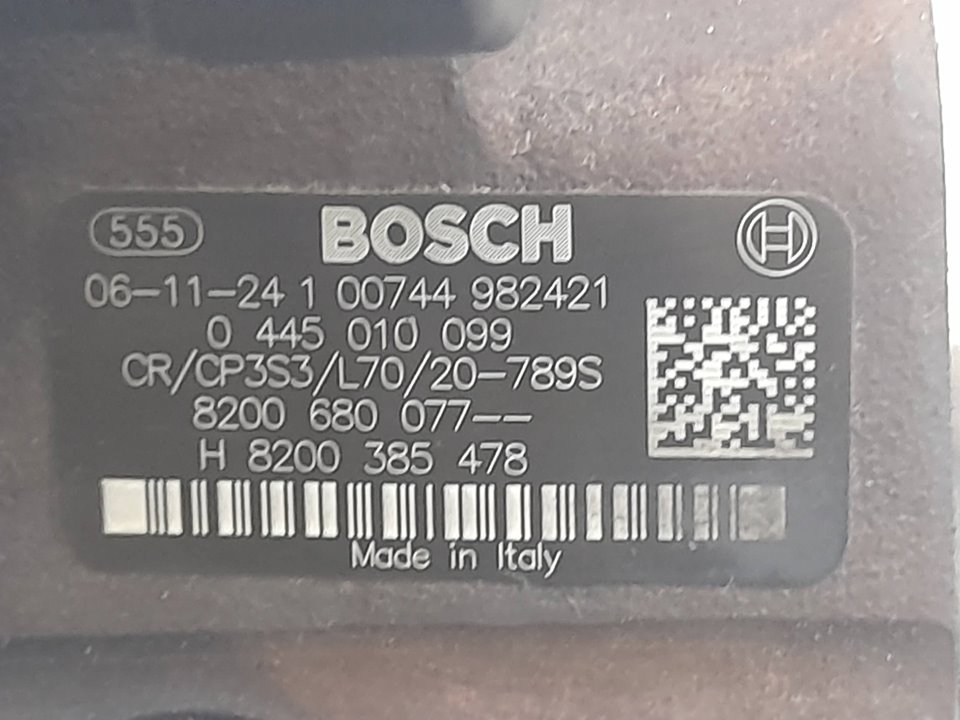 555 BOSCH
06-11-24 1 00744 982421
0 445 010 099
CR/CP3S3/L70/20-789S
8200 680 077--
H 8200 385 478
Made in Italy